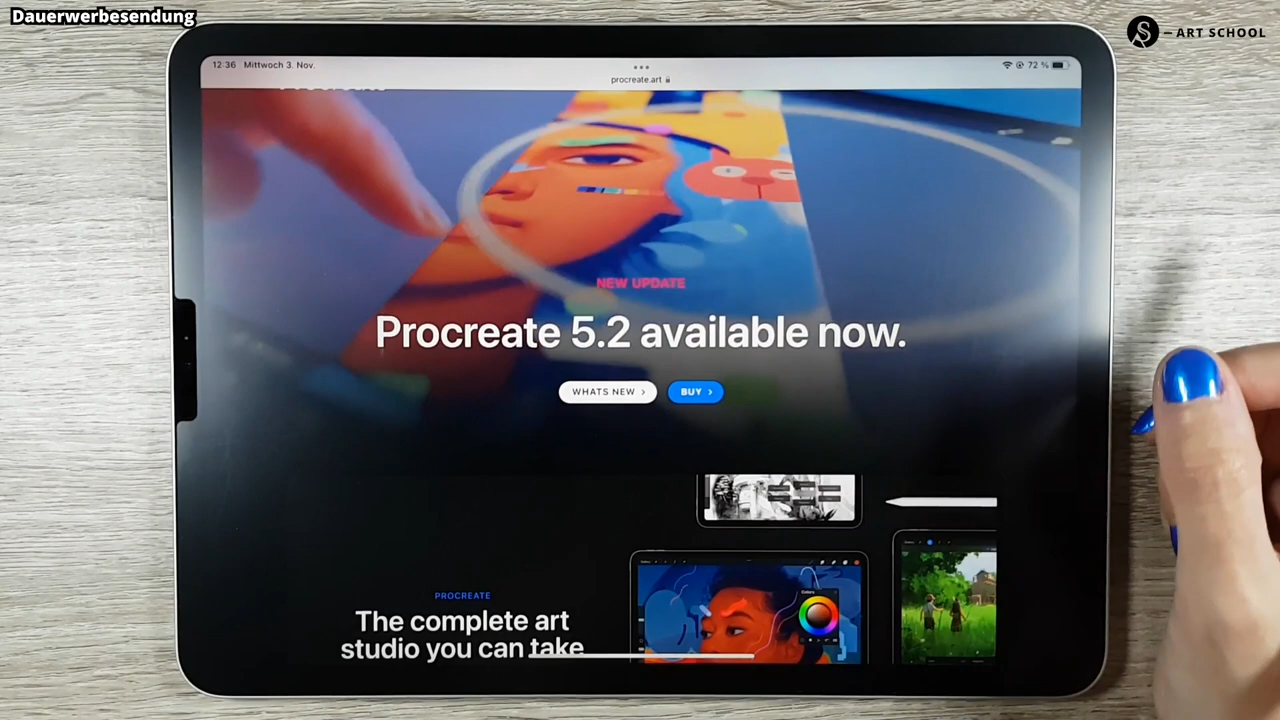 Dauerwerbesendung
– ART SCHOOL
12:36 Mittwoch 3. Nov.
72 %
procreate.art
NEW UPDATE
Procreate 5.2 available now.
WHATS NEW >
BUY >
PROCREATE
The complete art
studio you can take
Colors